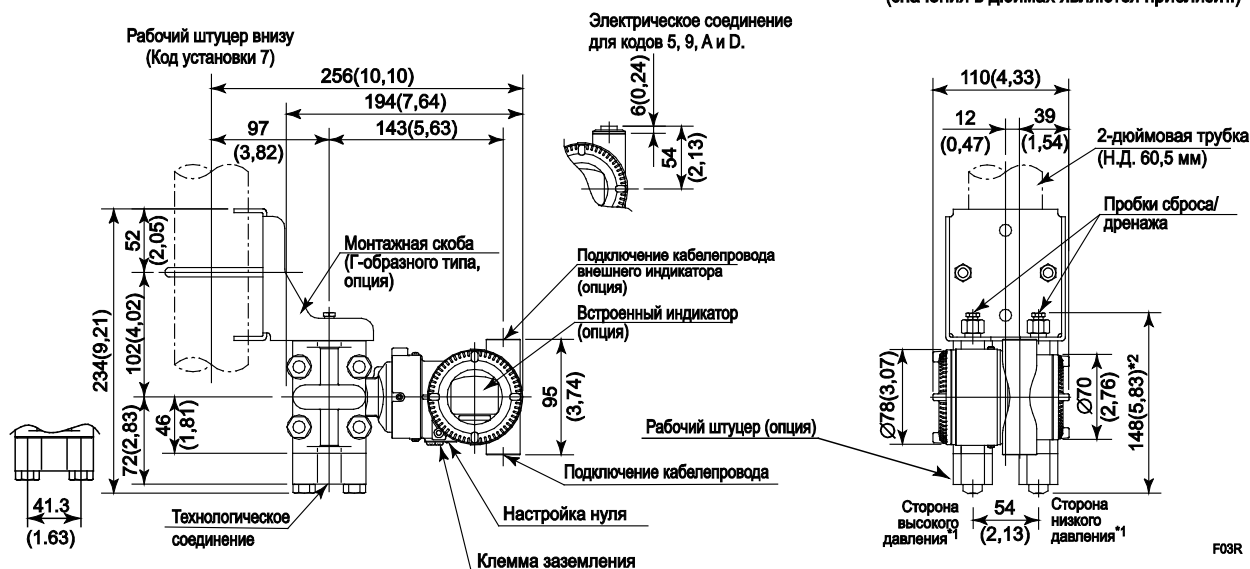 (значения в дюймах являются приблизит.)
Рабочий штуцер внизу
(Код установки 7)
Электрическое соединение
для кодов 5, 9, А и D.
256(10,10)
194(7,64)
97
(3,82)
143(5,63)
6(0,24)
54
(2,13)
110(4,33)
12
(0,47)
39
(1,54)
2-дюймовая трубка
(Н.Д. 60,5 мм)
Пробки сброса/
дренажа
52
(2,05)
Монтажная скоба
(Г-образного типа,
опция)
Подключение кабелепровода
внешнего индикатора
(опция)
Встроенный индикатор
(опция)
234(9,21)
102(4,02)
72(2,83)
46
(1,81)
95
(3,74)
Ø78(3,07)
Ø70
(2,76)
148(5,83)*2
Рабочий штуцер (опция)
Подключение кабелепровода
41.3
(1.63)
Технологическое
соединение
Настройка нуля
Клемма заземления
Сторона
высокого
давления*1
54
(2,13)
Сторона
низкого
давления*1
F03R